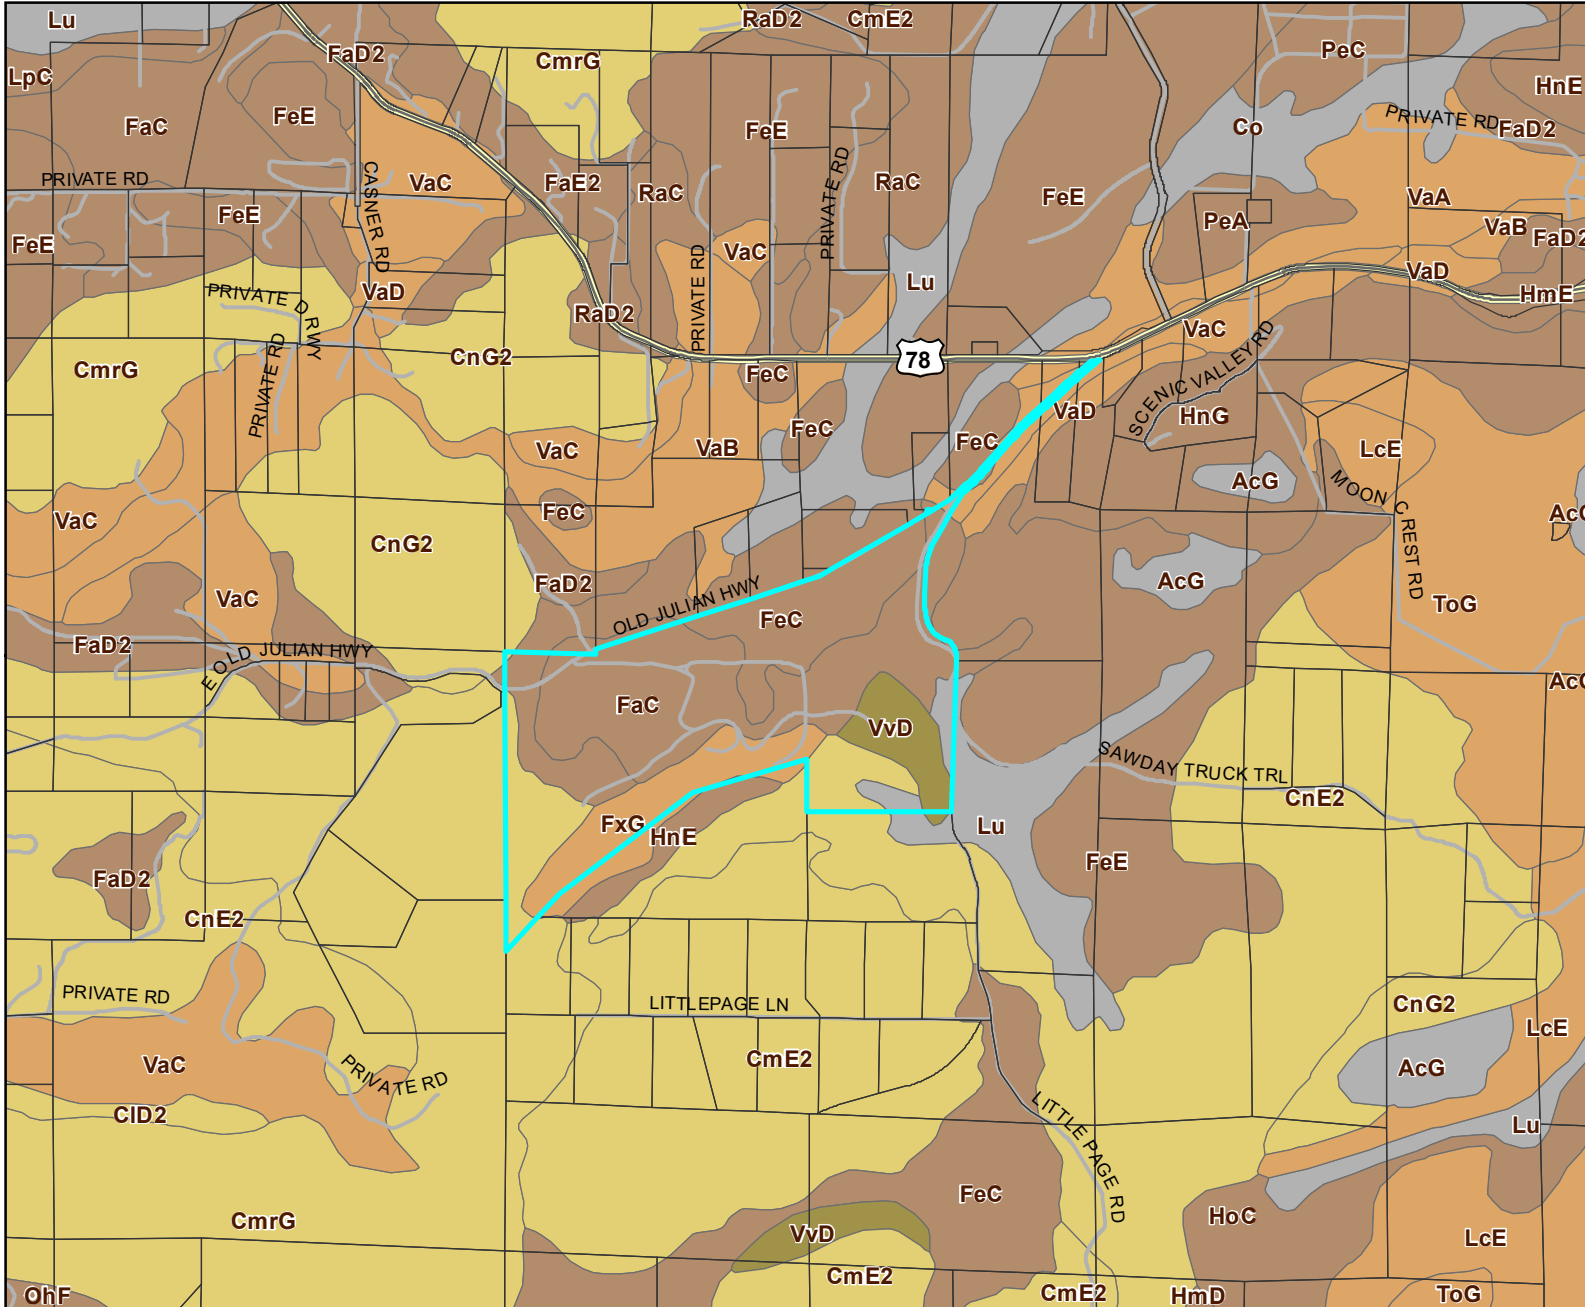 Lu
FaD2
RaD2
CmE2
PeC
LpC
CmrG
HnE
FeE
FaC
FeE
Co
PRIVATE RD
FaD2
PRIVATE RD
CASNER RD
VaC
FaE2
RaC
PRIVATE RD
RaC
FeE
VaA
FeE
PeA
VaB
FaD2
FeE
VaC
VaD
PRIVATE RD
Lu
VaD
HmE
PRIVATE DRWY
RaD2
VaC
PRIVATE RD
CmrG
CnG2
78
FeC
SCENIC VALLEY RD
VaD
HnG
FeC
FeC
VaC
VaB
LcE
AcG
MOON CREST RD
VaC
FeC
AcG
CnG2
FaD2
AcG
VaC
OLD JULIAN HWY
FeC
ToG
FaD2
E OLD JULIAN HWY
AcG
FaC
VvD
SAWDAY TRUCK TRL
CnE2
FxG
HnE
Lu
FeE
FaD2
CnE2
PRIVATE RD
LITTLEPAGE LN
CnG2
LcE
VaC
PRIVATE RD
CmE2
AcG
ClD2
LITTLE PAGE RD
Lu
FeC
CmrG
HoC
VvD
LcE
CmE2
OhF
CmE2
HmD
ToG